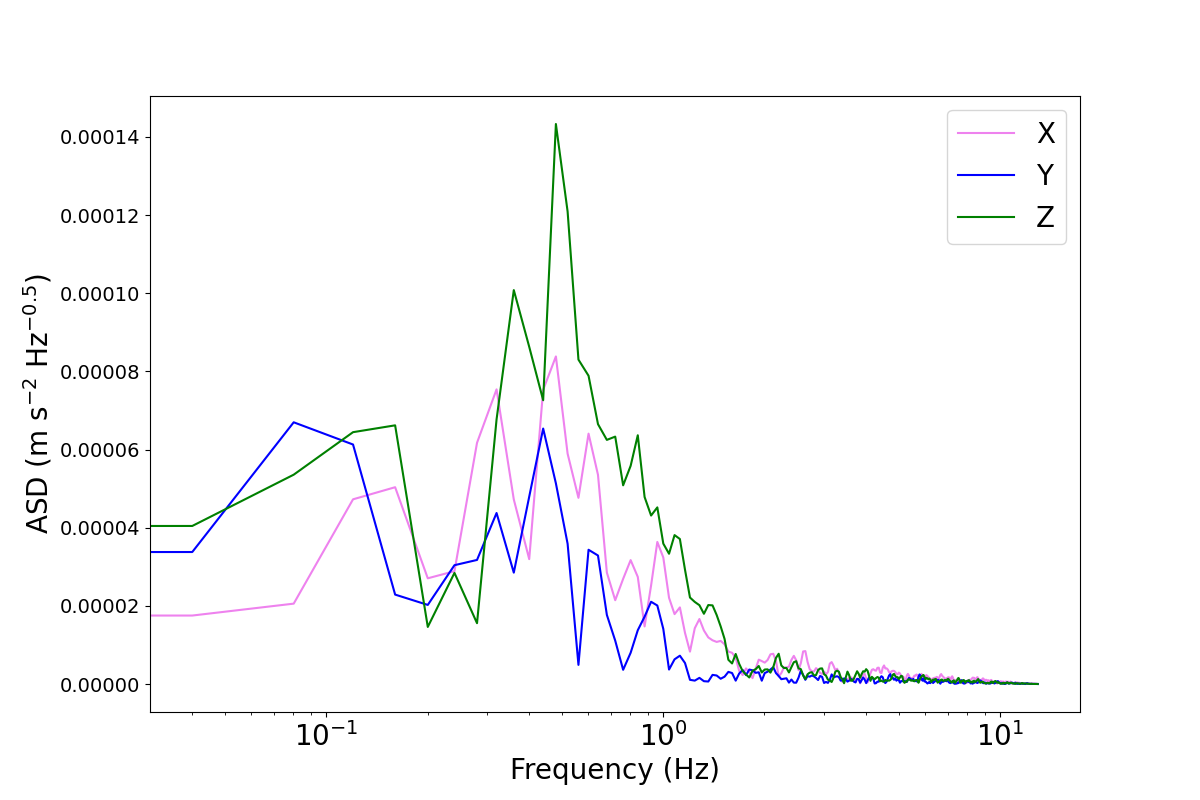 0.00014
0.00012
0.00010
0.00008
0.00006
0.00004
0.00002
0.00000
ASD (m s⁻² Hz⁻⁰·⁵)
X
Y
Z
10⁻¹ 10⁰ 10¹
Frequency (Hz)